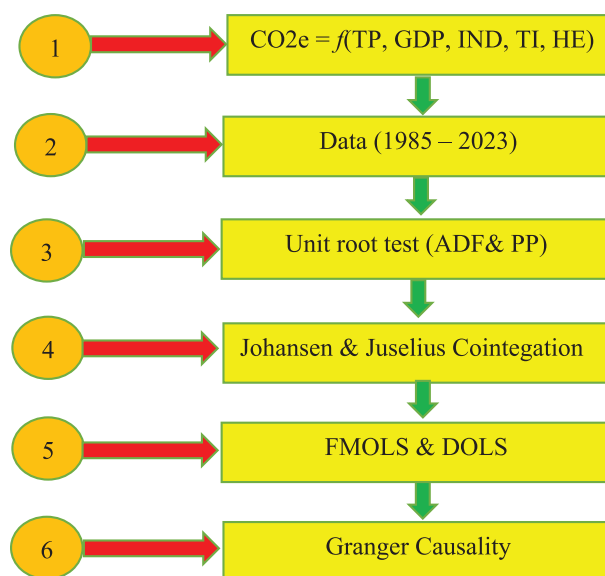 1
CO2e = f(TP, GDP, IND, TI, HE)
2
Data (1985 – 2023)
3
Unit root test (ADF& PP)
4
Johansen & Juselius Cointegation
5
FMOLS & DOLS
6
Granger Causality